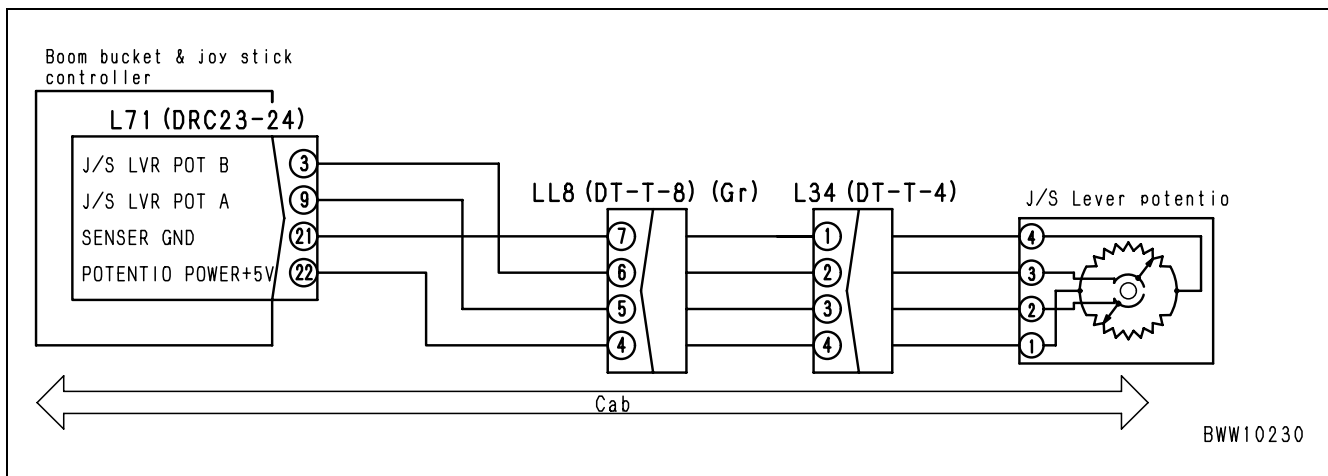 Boom bucket & joy stick
controller
L71 (DRC23-24)
J/S LVR POT B 3
J/S LVR POT A 9
SENSER GND 21
POTENTIO POWER+5V 22
LL8 (DT-T-8) (Gr)
7
6
5
4
L34 (DT-T-4)
1
2
3
4
J/S Lever potentio
4
3
2
1
Cab
BWW10230